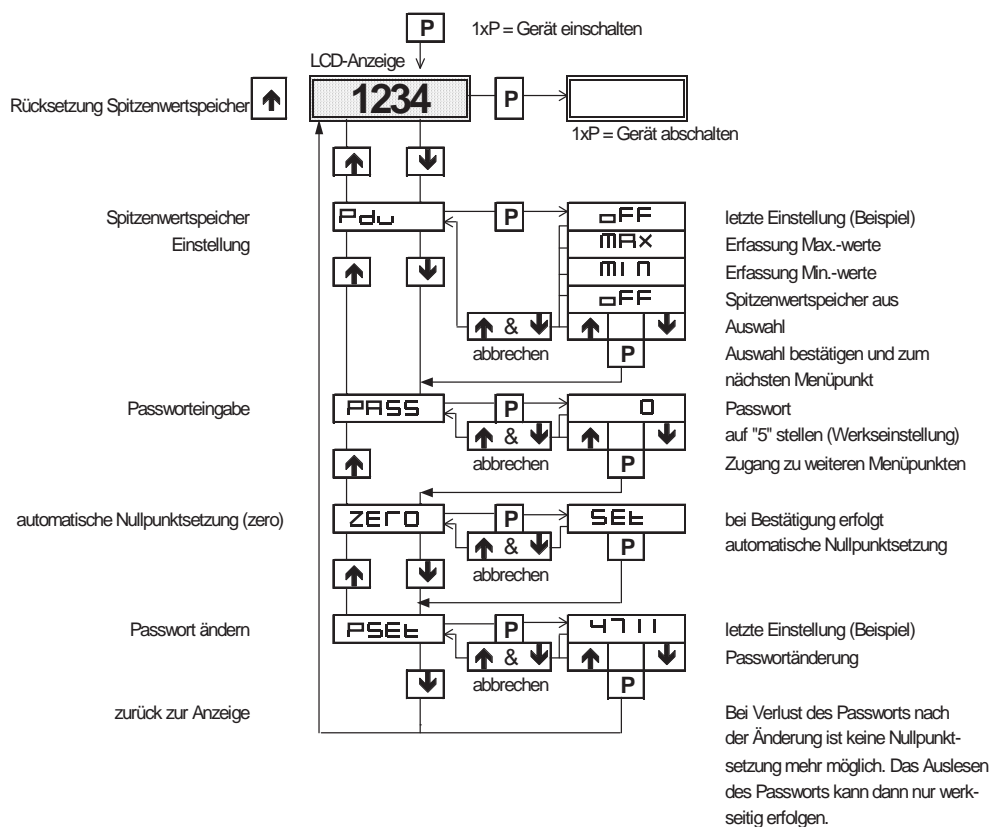 P 1xP = Gerät einschalten
LCD-Anzeige
Rücksetzung Spitzenwertspeicher 1234 P
1xP = Gerät abschalten
Spitzenwertspeicher Pdv P oFF letzte Einstellung (Beispiel)
Einstellung MAX Erfassung Max.-werte
MIN Erfassung Min.-werte
oFF Spitzenwertspeicher aus
& Auswahl
abbrechen P Auswahl bestätigen und zum
nächsten Menüpunkt
Passworteingabe PASS P 0 Passwort
& auf "5" stellen (Werkseinstellung)
abbrechen P Zugang zu weiteren Menüpunkten
automatische Nullpunktsetzung (zero) ZErO P SEt bei Bestätigung erfolgt
& P automatische Nullpunktsetzung
abbrechen
Passwort ändern PSEt P 4711 letzte Einstellung (Beispiel)
& Passwortänderung
abbrechen P
zurück zur Anzeige Bei Verlust des Passworts nach
der Änderung ist keine Nullpunkt-
setzung mehr möglich. Das Auslesen
des Passworts kann dann nur werk-
seitig erfolgen.